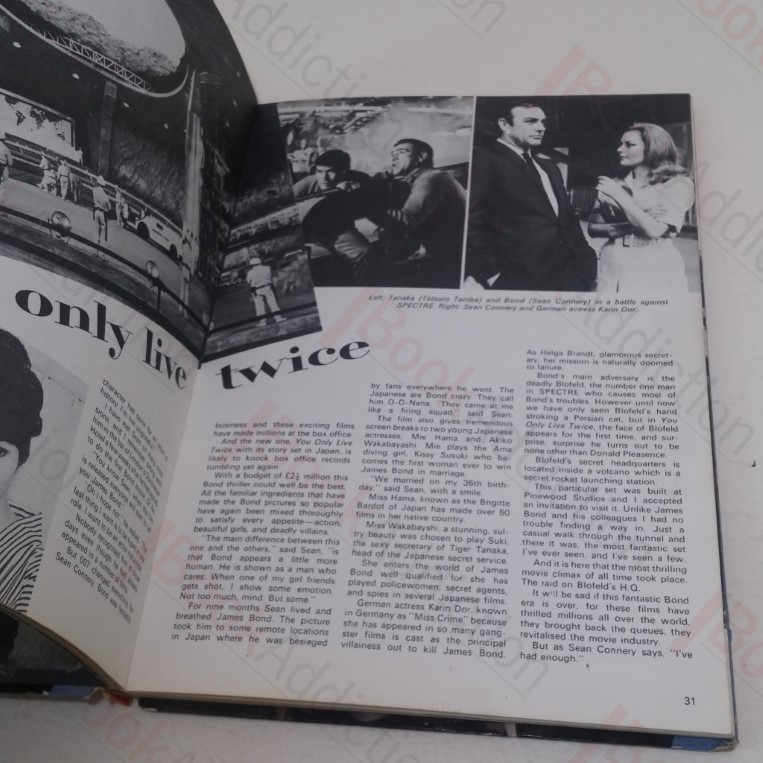 only live
twice
Left: Tanaka (Tetsuro Tamba) and Bond (Sean Connery) in a battle against
SPECTRE. Right: Sean Connery and German actress Karin Dor.
business and these exciting films
have made millions at the box office.
And the new one, You Only Live
Twice with its story set in Japan, is
likely to knock box office records
tumbling yet again.
With a budget of £2½ million this
Bond thriller could well be the best.
All the familiar ingredients that have
made the Bond pictures so popular
have again been mixed thoroughly
to satisfy every appetite—action,
beautiful girls, and deadly villains.
"The main difference between this
one and the others," said Sean, "is
that Bond appears a little more
human. He is shown as a man who
cares. When one of my girl friends
gets shot, I show some emotion.
Not too much, mind. But some."
For nine months Sean lived and
breathed James Bond. The picture
took him to some remote locations
in Japan where he was besieged
by fans everywhere he went. The
Japanese are Bond crazy. They call
him O-O-Nana. "They came at me
like a firing squad," said Sean.
The film also gives tremendous
screen breaks to two young Japanese
actresses, Mie Hama and Akiko
Wakabayashi. Mie plays the Ama
diving girl, Kissy Susuki who be-
comes the first woman ever to win
James Bond in marriage.
"We married on my 36th birth-
day," said Sean, with a smile.
Miss Hama, known as the Brigitte
Bardot of Japan has made over 60
films in her native country.
Miss Wakabayshi, a stunning, sul-
try beauty was chosen to play Suki,
the sexy secretary of Tiger Tanaka,
head of the Japanese secret service.
She enters the world of James
Bond well qualified, for she has
played policewomen, secret agents,
and spies in several Japanese films.
German actress Karin Dor, known
in Germany as "Miss Crime" because
she has appeared in so many gang-
ster films is cast as the principal
villainess out to kill James Bond.
As Helga Brandt, glamorous secret-
ary, her mission is naturally doomed
to failure.
Bond's main adversary is the
deadly Blofeld, the number one man
in SPECTRE who causes most of
Bond's troubles. However until now
we have only seen Blofeld's hand
stroking a Persian cat, but in You
Only Live Twice, the face of Blofeld
appears for the first time, and sur-
prise, surprise he turns out to be
none other than Donald Pleasence.
Blofeld's secret headquarters is
located inside a volcano which is a
secret rocket launching station.
This particular set was built at
Pinewood Studios and I accepted
an invitation to visit it. Unlike James
Bond and his colleagues I had no
trouble finding a way in. Just a
casual walk through the tunnel and
there it was, the most fantastic set
I've ever seen, and I've seen a few.
And it is here that the most thrilling
movie climax of all time took place.
The raid on Blofeld's H.Q.
It will be sad if this fantastic Bond
era is over, for these films have
thrilled millions all over the world,
they brought back the queues, they
revitalised the movie industry.
But as Sean Connery says, "I've
had enough."
31